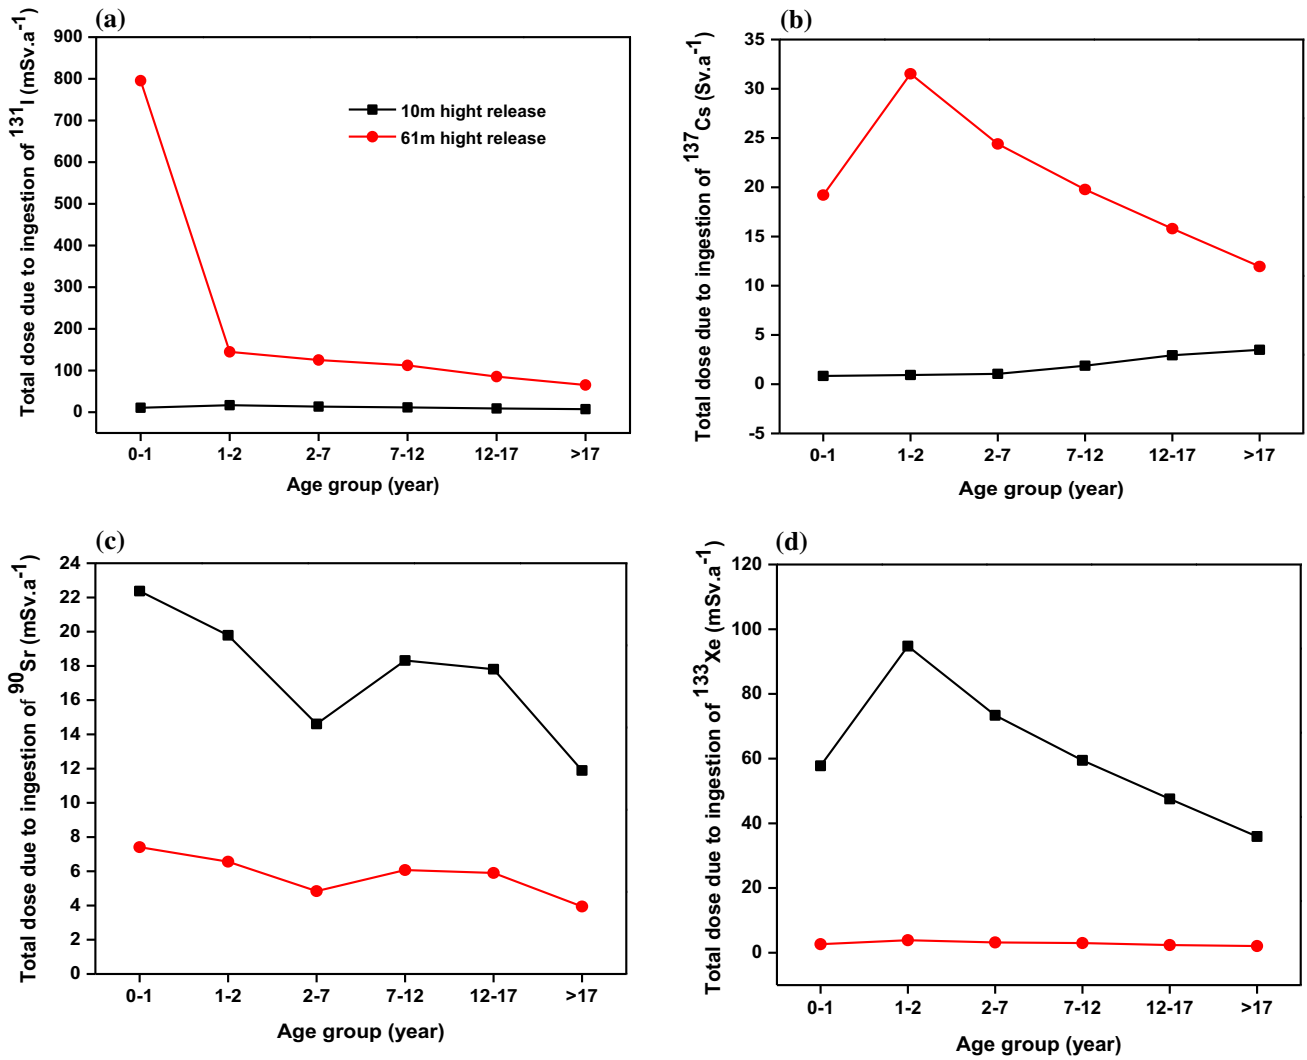 (a)
Total dose due to ingestion of ¹³¹I (mSv.a⁻¹)
900
800
700
600
500
400
300
200
100
0
10m hight release
61m hight release
0-1 1-2 2-7 7-12 12-17 >17
Age group (year)
(b)
Total dose due to ingestion of ¹³⁷Cs (Sv.a⁻¹)
35
30
25
20
15
10
5
0
-5
0-1 1-2 2-7 7-12 12-17 >17
Age group (year)
(c)
Total dose due to ingestion of ⁹⁰Sr (mSv.a⁻¹)
24
22
20
18
16
14
12
10
8
6
4
2
0
0-1 1-2 2-7 7-12 12-17 >17
Age group (year)
(d)
Total dose due to ingestion of ¹³³Xe (mSv.a⁻¹)
120
100
80
60
40
20
0
0-1 1-2 2-7 7-12 12-17 >17
Age group (year)